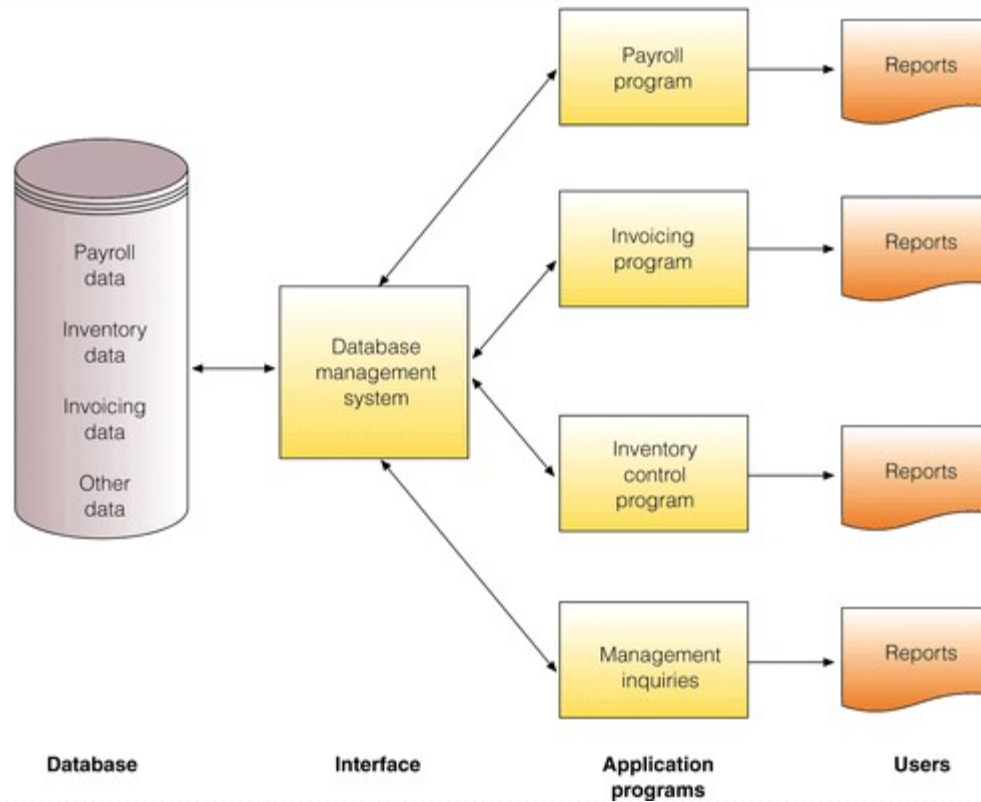 Payroll
data
Inventory
data
Invoicing
data
Other
data
Database
management
system
Payroll
program
Invoicing
program
Inventory
control
program
Management
inquiries
Reports
Reports
Reports
Reports
Database
Interface
Application
programs
Users